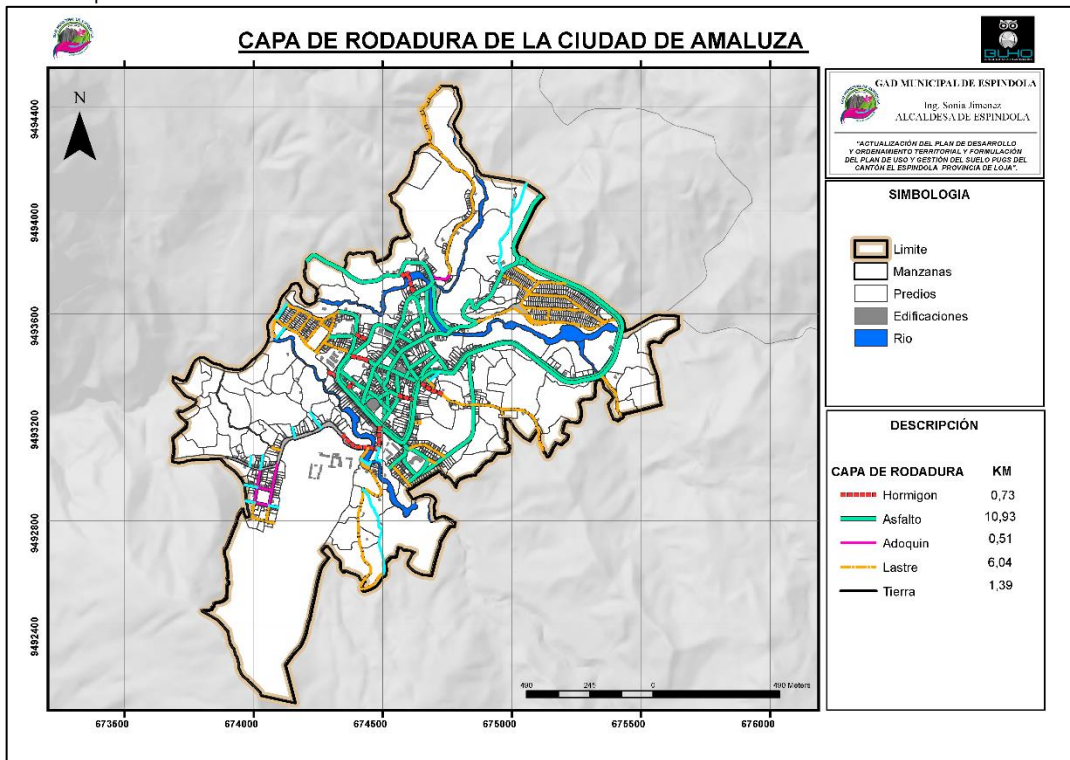 CAPA DE RODADURA DE LA CIUDAD DE AMALUZA
BUHO
GAD MUNICIPAL DE ESPINDOLA
Ing. Sonia Jimenez
ALCALDESA DE ESPINDOLA
"ACTUALIZACIÓN DEL PLAN DE DESARROLLO
Y ORDENAMIENTO TERRITORIAL Y FORMULACIÓN
DEL PLAN DE USO Y GESTIÓN DEL SUELO PUGS DEL
CANTÓN EL ESPINDOLA PROVINCIA DE LOJA".
SIMBOLOGIA
Limite
Manzanas
Predios
Edificaciones
Rio
DESCRIPCIÓN
CAPA DE RODADURA KM
Hormigon 0,73
Asfalto 10,93
Adoquin 0,51
Lastre 6,04
Tierra 1,39
N
9494400
9494000
9493600
9493200
9492800
9492400
490 245 0 490 Meters
673500 674000 674500 675000 675500 676000